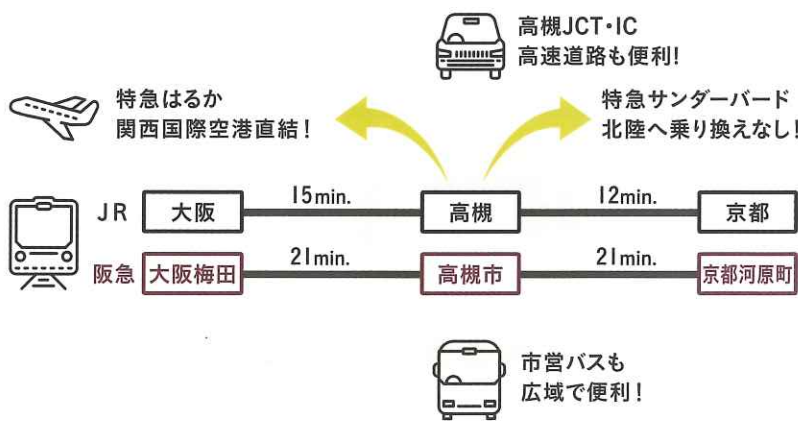 高槻JCT・IC
高速道路も便利!
特急はるか
関西国際空港直結!
特急サンダーバード
北陸へ乗り換えなし!
JR 大阪 15min. 高槻 12min. 京都
阪急 大阪梅田 21min. 高槻市 21min. 京都河原町
市営バスも
広域で便利!